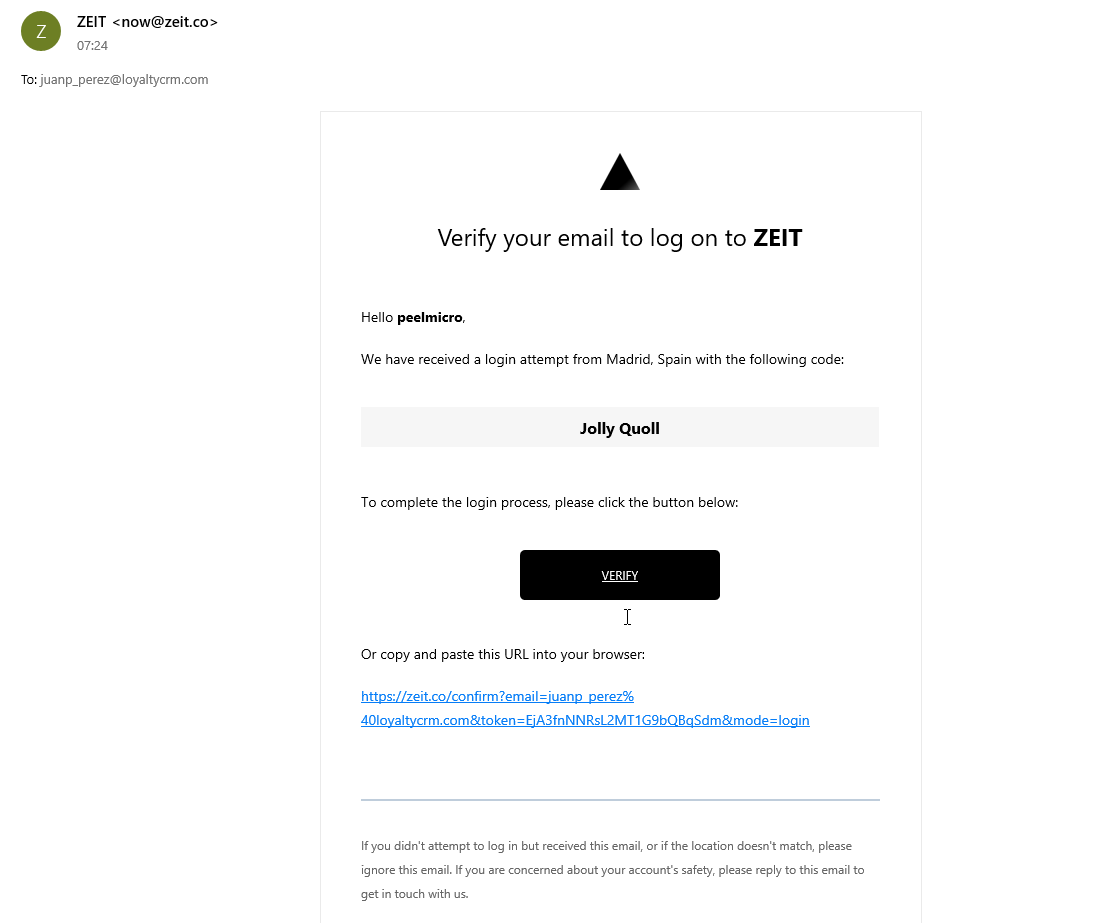 Z
ZEIT <now@zeit.co>
07:24
To: juanp_perez@loyaltycrm.com
Verify your email to log on to ZEIT
Hello peelmicro,
We have received a login attempt from Madrid, Spain with the following code:
Jolly Quoll
To complete the login process, please click the button below:
VERIFY
Or copy and paste this URL into your browser:
https://zeit.co/confirm?email=juanp_perez%
40loyaltycrm.com&token=EjA3fnNNRsL2MT1G9bQBqSdm&mode=login
If you didn't attempt to log in but received this email, or if the location doesn't match, please
ignore this email. If you are concerned about your account's safety, please reply to this email to
get in touch with us.